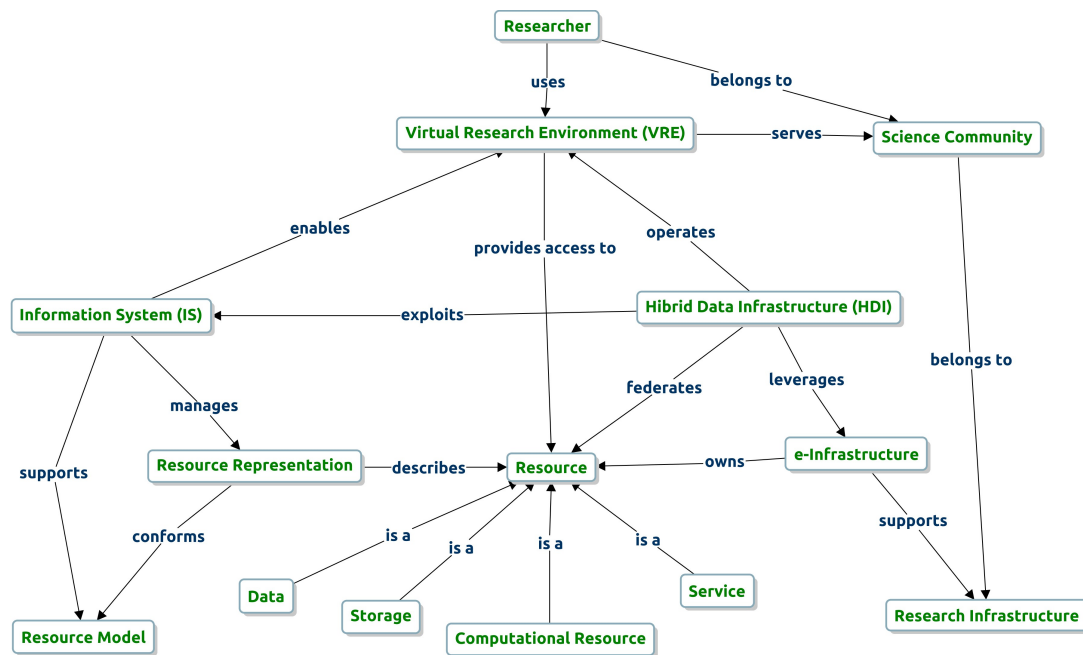 Researcher
uses
belongs to
Virtual Research Environment (VRE)
serves
Science Community
enables
provides access to
operates
Information System (IS)
exploits
Hibrid Data Infrastructure (HDI)
belongs to
federates
leverages
manages
supports
Resource Representation
describes
Resource
owns
e-Infrastructure
conforms
is a
is a
is a
is a
supports
Data
Storage
Computational Resource
Service
Resource Model
Research Infrastructure